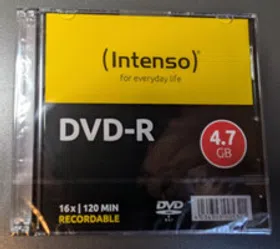 (intenso)®
for everyday life
DVD-R
4.7
GB
16x | 120 MIN
RECORDABLE
DVD